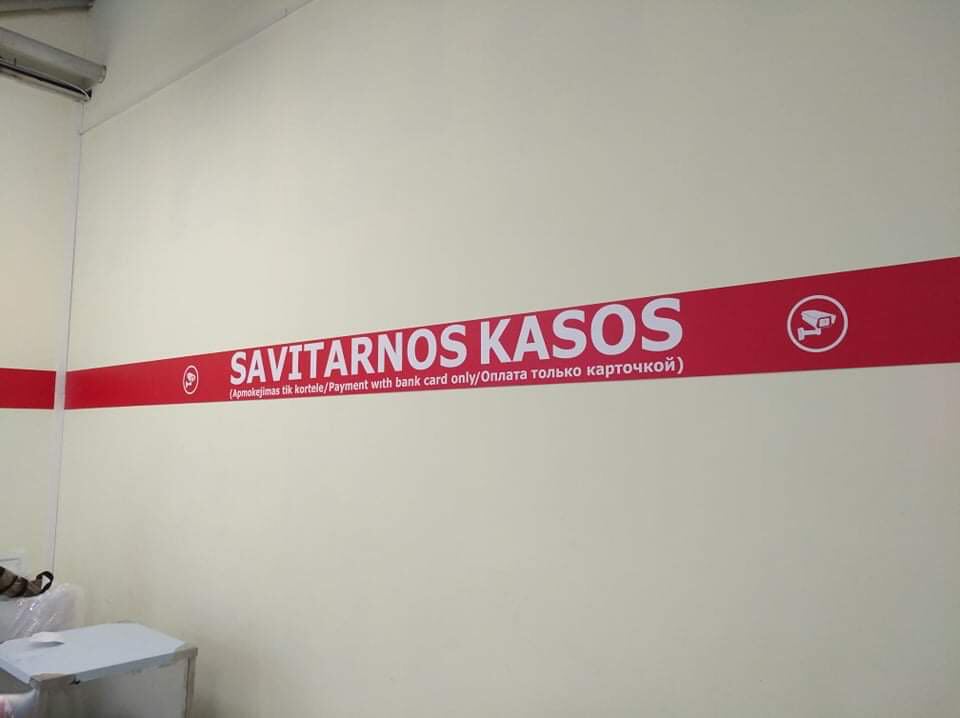 SAVITARNOS KASOS
(Apmokejimas tik kortele/Payment with bank card only/Оплата только карточкой)